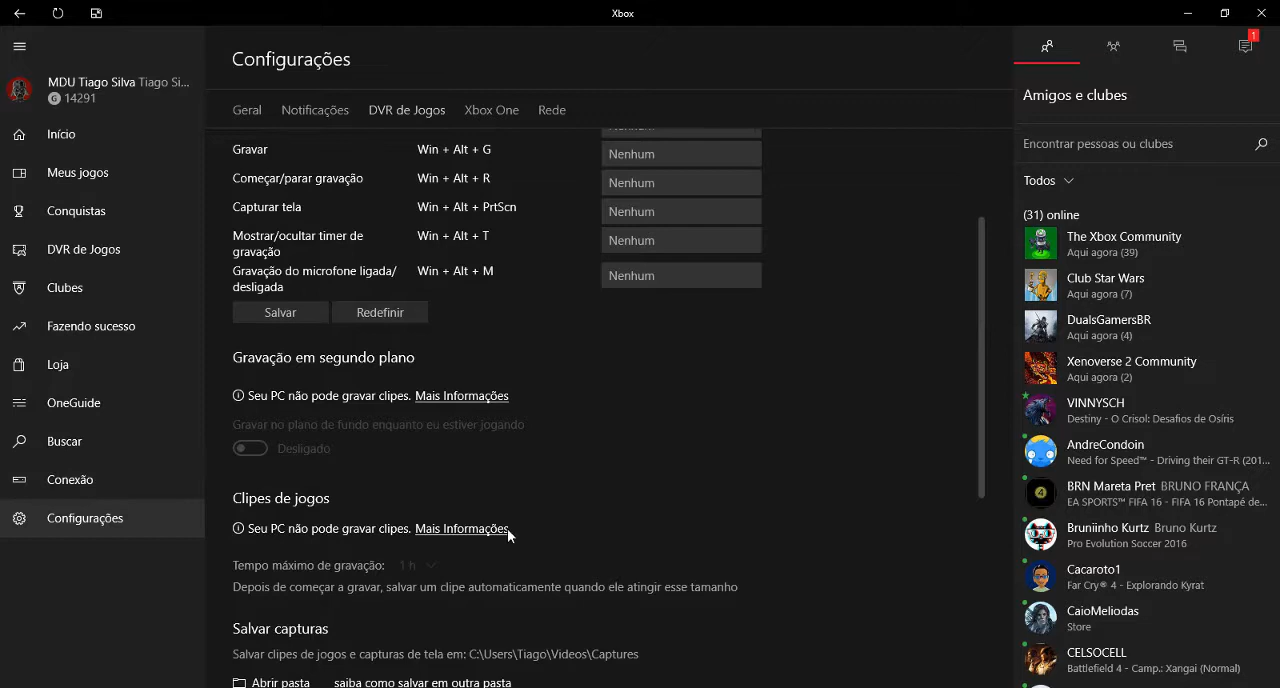 Xbox
MDU Tiago Silva Tiago Si...
G 14291
Início
Meus jogos
Conquistas
DVR de Jogos
Clubes
Fazendo sucesso
Loja
OneGuide
Buscar
Conexão
Configurações
Configurações
Geral Notificações DVR de Jogos Xbox One Rede
Nenhum
Gravar Win + Alt + G Nenhum
Começar/parar gravação Win + Alt + R Nenhum
Capturar tela Win + Alt + PrtScn Nenhum
Mostrar/ocultar timer de Win + Alt + T Nenhum
gravação
Gravação do microfone ligada/ Win + Alt + M Nenhum
desligada
Salvar Redefinir
Gravação em segundo plano
Seu PC não pode gravar clipes. Mais Informações
Gravar no plano de fundo enquanto eu estiver jogando
Desligado
Clipes de jogos
Seu PC não pode gravar clipes. Mais Informações
Tempo máximo de gravação: 1 h
Depois de começar a gravar, salvar um clipe automaticamente quando ele atingir esse tamanho
Salvar capturas
Salvar clipes de jogos e capturas de tela em: C:\Users\Tiago\Videos\Captures
Abrir pasta saiba como salvar em outra pasta
1
Amigos e clubes
Encontrar pessoas ou clubes
Todos
(31) online
The Xbox Community
Aqui agora (39)
Club Star Wars
Aqui agora (7)
DualsGamersBR
Aqui agora (4)
Xenoverse 2 Community
Aqui agora (2)
VINNYSCH
Destiny - O Crisol: Desafios de Osíris
AndreCondoin
Need for Speed™ - Driving their GT-R (201...
BRN Mareta Pret BRUNO FRANÇA
EA SPORTS™ FIFA 16 - FIFA 16 Pontapé de...
Bruniinho Kurtz Bruno Kurtz
Pro Evolution Soccer 2016
Cacaroto1
Far Cry® 4 - Explorando Kyrat
CaioMeliodas
Store
CELSOCELL
Battlefield 4 - Camp.: Xangai (Normal)